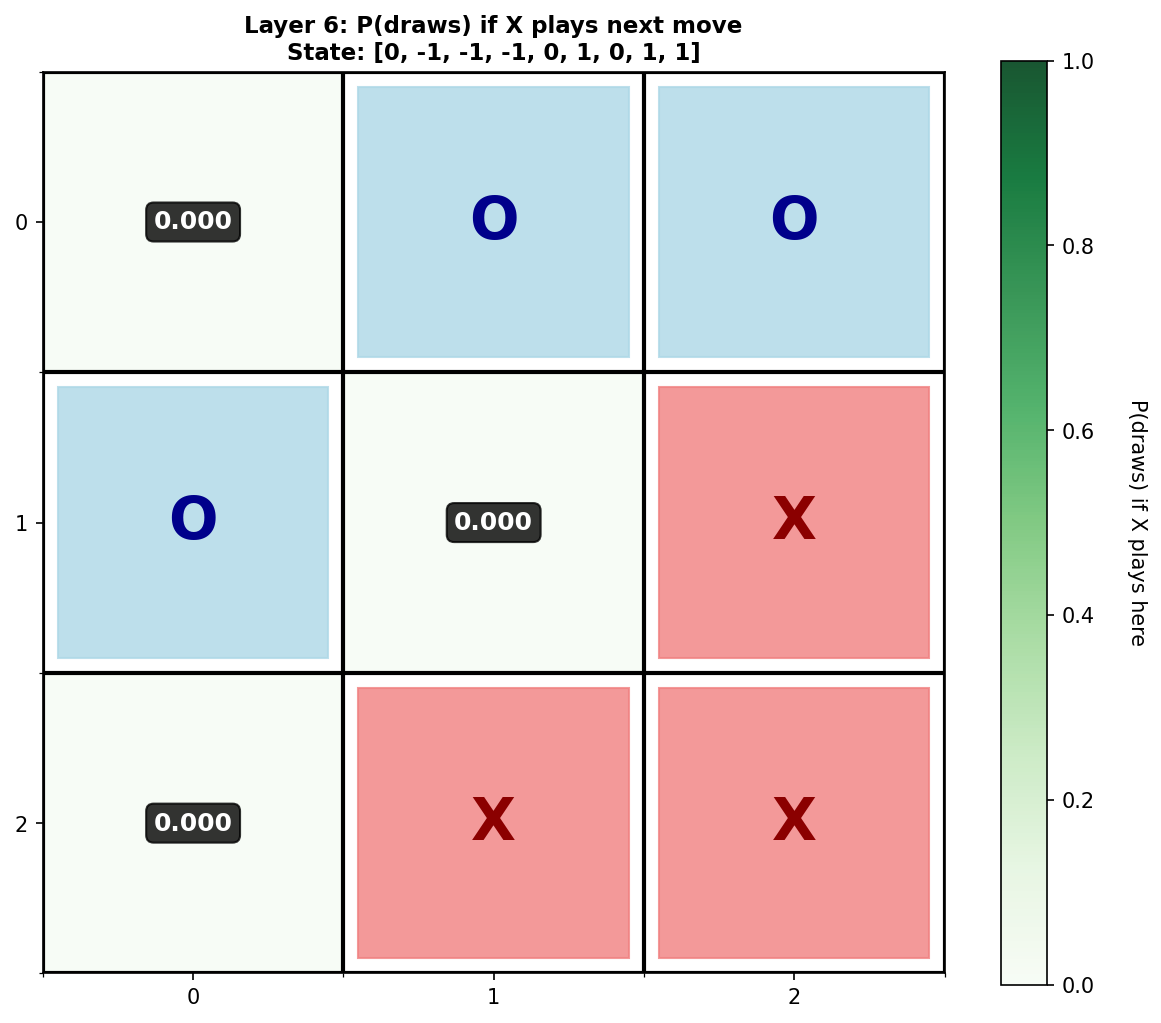 Layer 6: P(draws) if X plays next move
State: [0, -1, -1, -1, 0, 1, 0, 1, 1]
0 0.000 O O
1 O 0.000 X
2 0.000 X X
0 1 2
1.0
0.8
0.6
0.4
0.2
0.0
P(draws) if X plays here